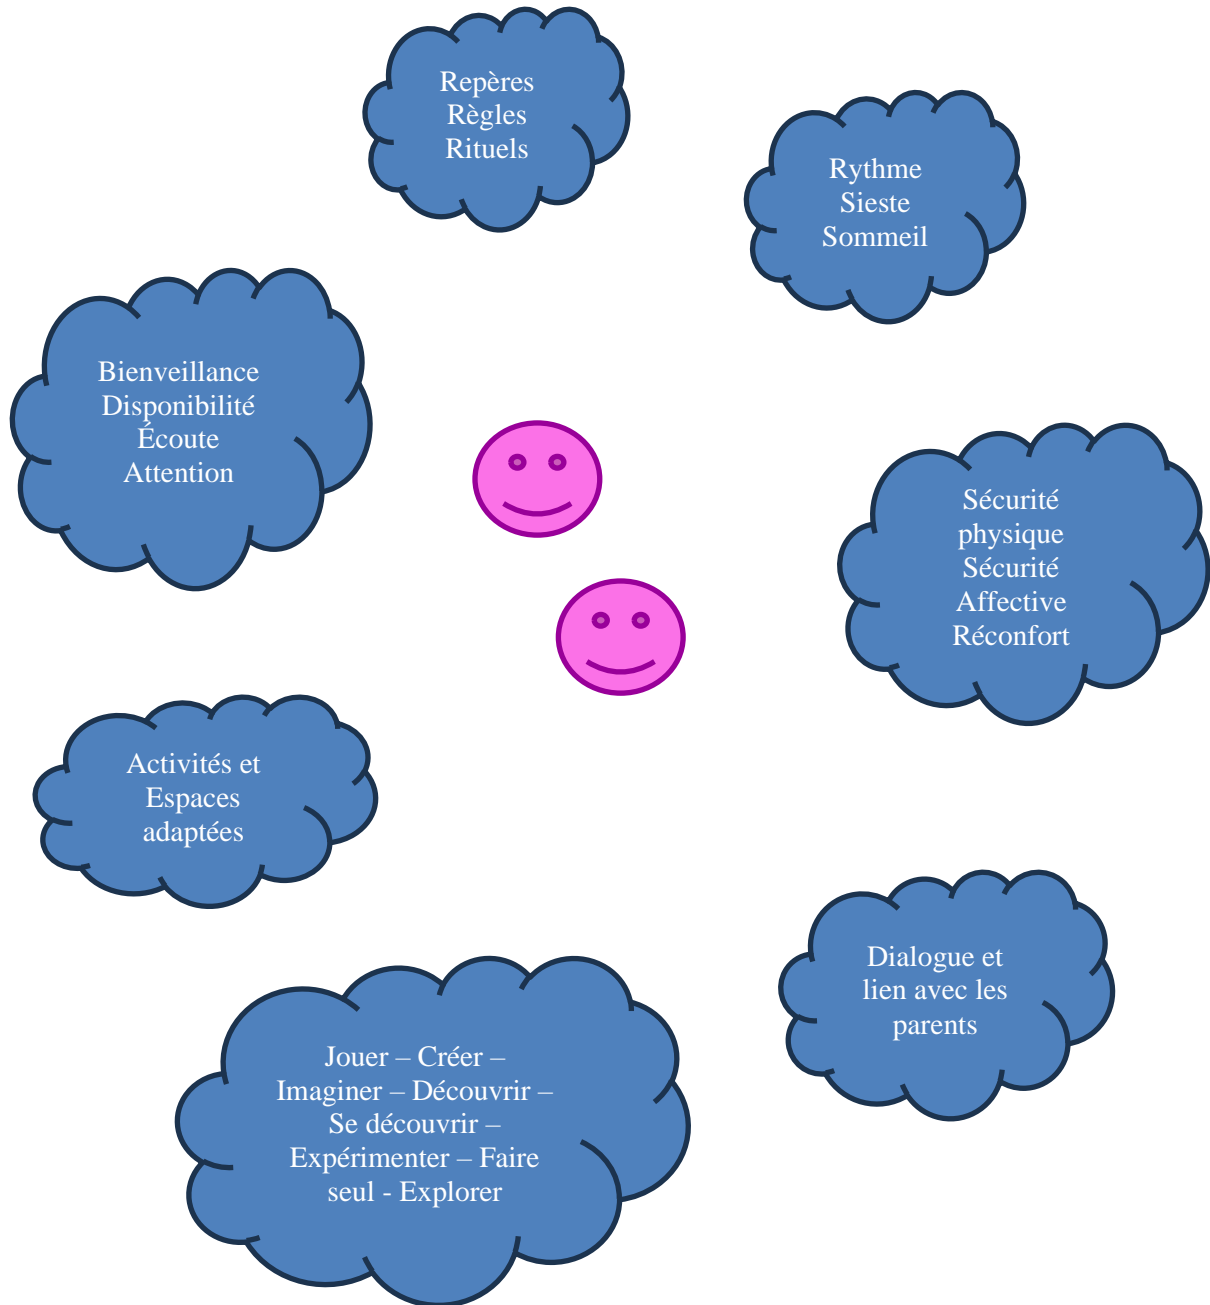 Repères
Règles
Rituels
Rythme
Sieste
Sommeil
Bienveillance
Disponibilité
Écoute
Attention
Sécurité
physique
Sécurité
Affective
Réconfort
Activités et
Espaces
adaptées
Dialogue et
lien avec les
parents
Jouer – Créer –
Imaginer – Découvrir –
Se découvrir –
Expérimenter – Faire
seul - Explorer